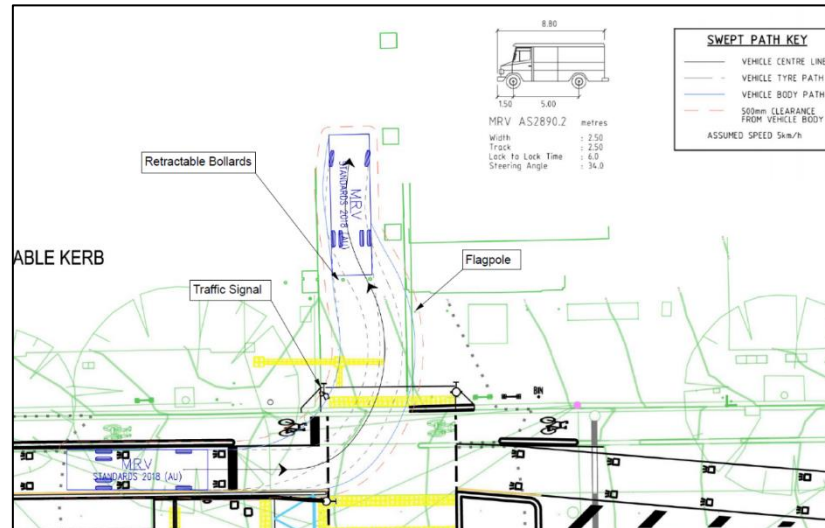 8.80
1.50
5.00
MRV AS2890.2 metres
Width : 2.50
Track : 2.50
Lock to Lock Time : 6.0
Steering Angle : 34.0
SWEPT PATH KEY
VEHICLE CENTRE LINE
VEHICLE TYRE PATH
VEHICLE BODY PATH
500mm CLEARANCE
FROM VEHICLE BODY
ASSUMED SPEED 5km/h
Retractable Bollards
MRV
STANDARDS 2018 (AU)
ABLE KERB
Flagpole
Traffic Signal
BIN
MRV
STANDARDS 2018 (AU)